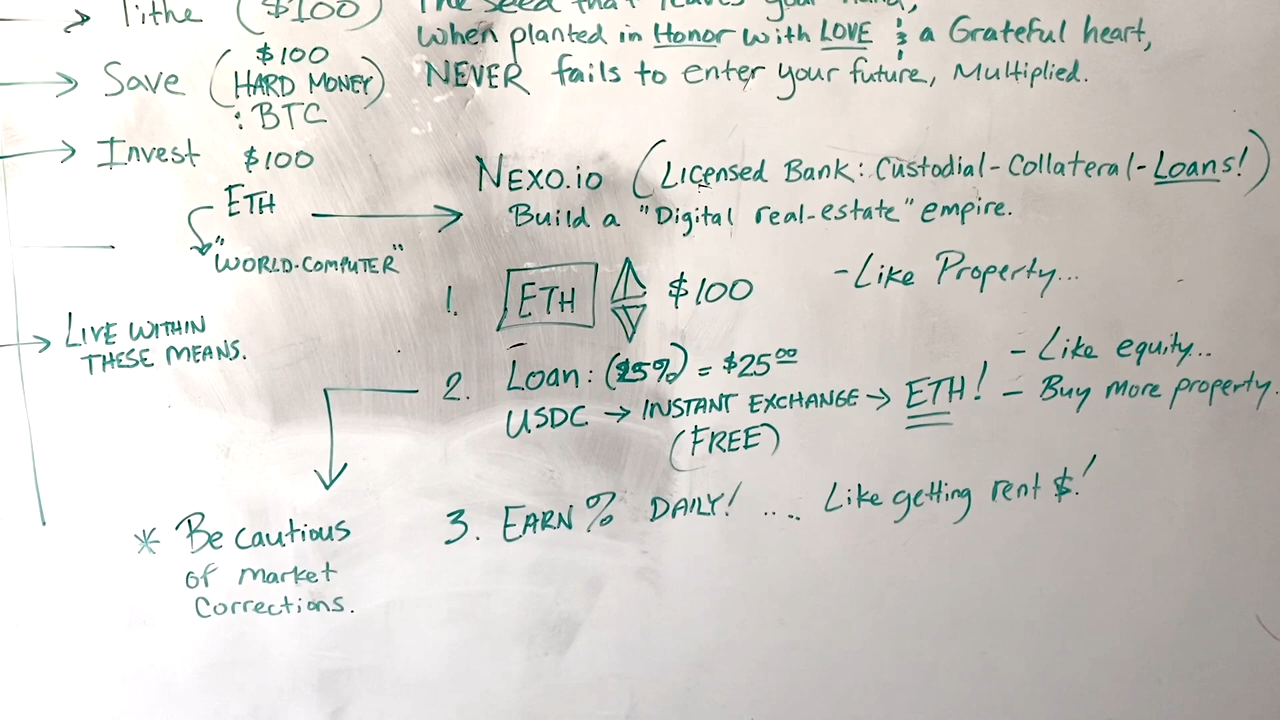 Tithe ($100)
The seed that leaves your hand,
when planted in Honor with LOVE & a Grateful heart,
NEVER fails to enter your future, Multiplied.
Save ($100 HARD MONEY)
: BTC
Invest $100
ETH
"WORLD-COMPUTER"
LIVE WITHIN
THESE MEANS.
NEXO.io (LICENSED BANK: Custodial-Collateral-Loans!)
Build a "Digital real-estate" empire.
1. ETH $100 -Like Property...
2. Loan: (25%) = $25.00 - Like equity...
USDC → INSTANT EXCHANGE → ETH! - Buy more property.
(FREE)
3. EARN % DAILY! .... Like getting rent $!
* Be cautious
of market
corrections.